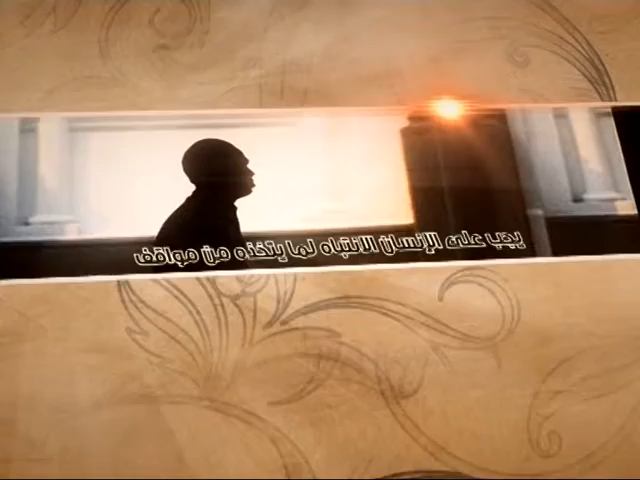 يجب على الإنسان الانتباه لما يتخذه من مواقف